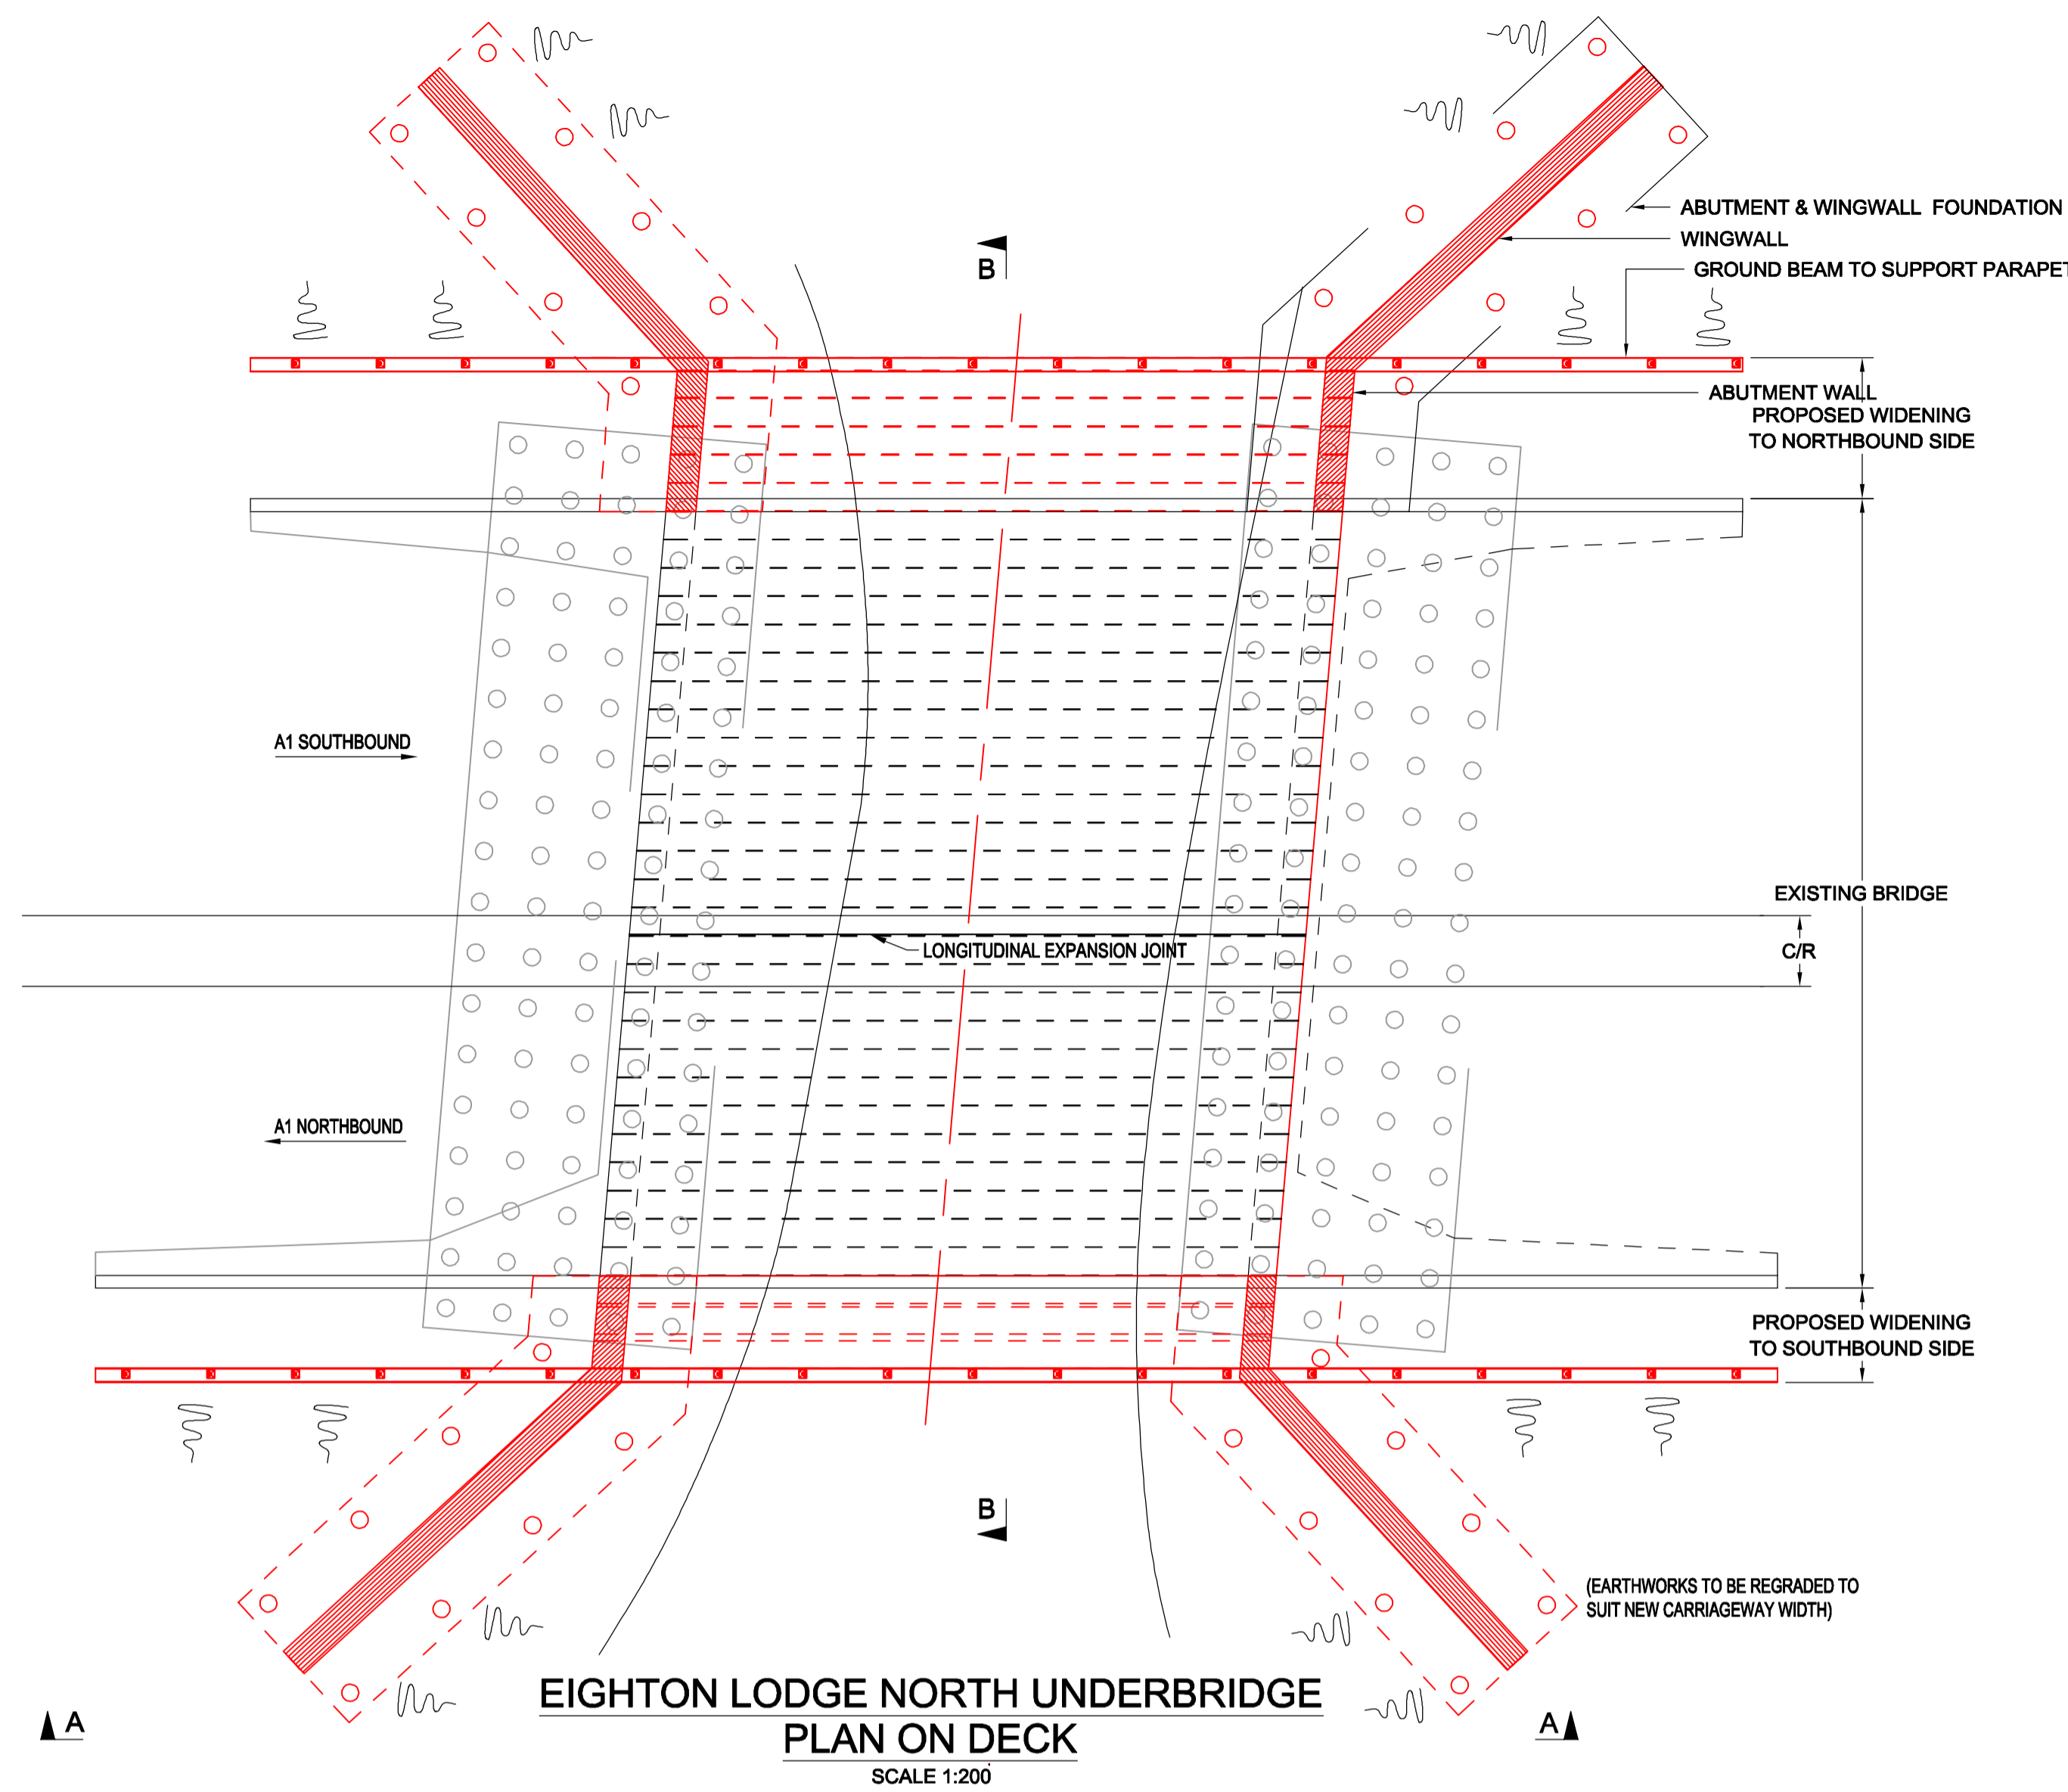 B
ABUTMENT & WINGWALL FOUNDATION
WINGWALL
GROUND BEAM TO SUPPORT PARAPET
ABUTMENT WALL
PROPOSED WIDENING
TO NORTHBOUND SIDE
A1 SOUTHBOUND
EXISTING BRIDGE
LONGITUDINAL EXPANSION JOINT
C/R
A1 NORTHBOUND
PROPOSED WIDENING
TO SOUTHBOUND SIDE
B
(EARTHWORKS TO BE REGRADED TO
SUIT NEW CARRIAGEWAY WIDTH)
EIGHTON LODGE NORTH UNDERBRIDGE
PLAN ON DECK
SCALE 1:200
A
A